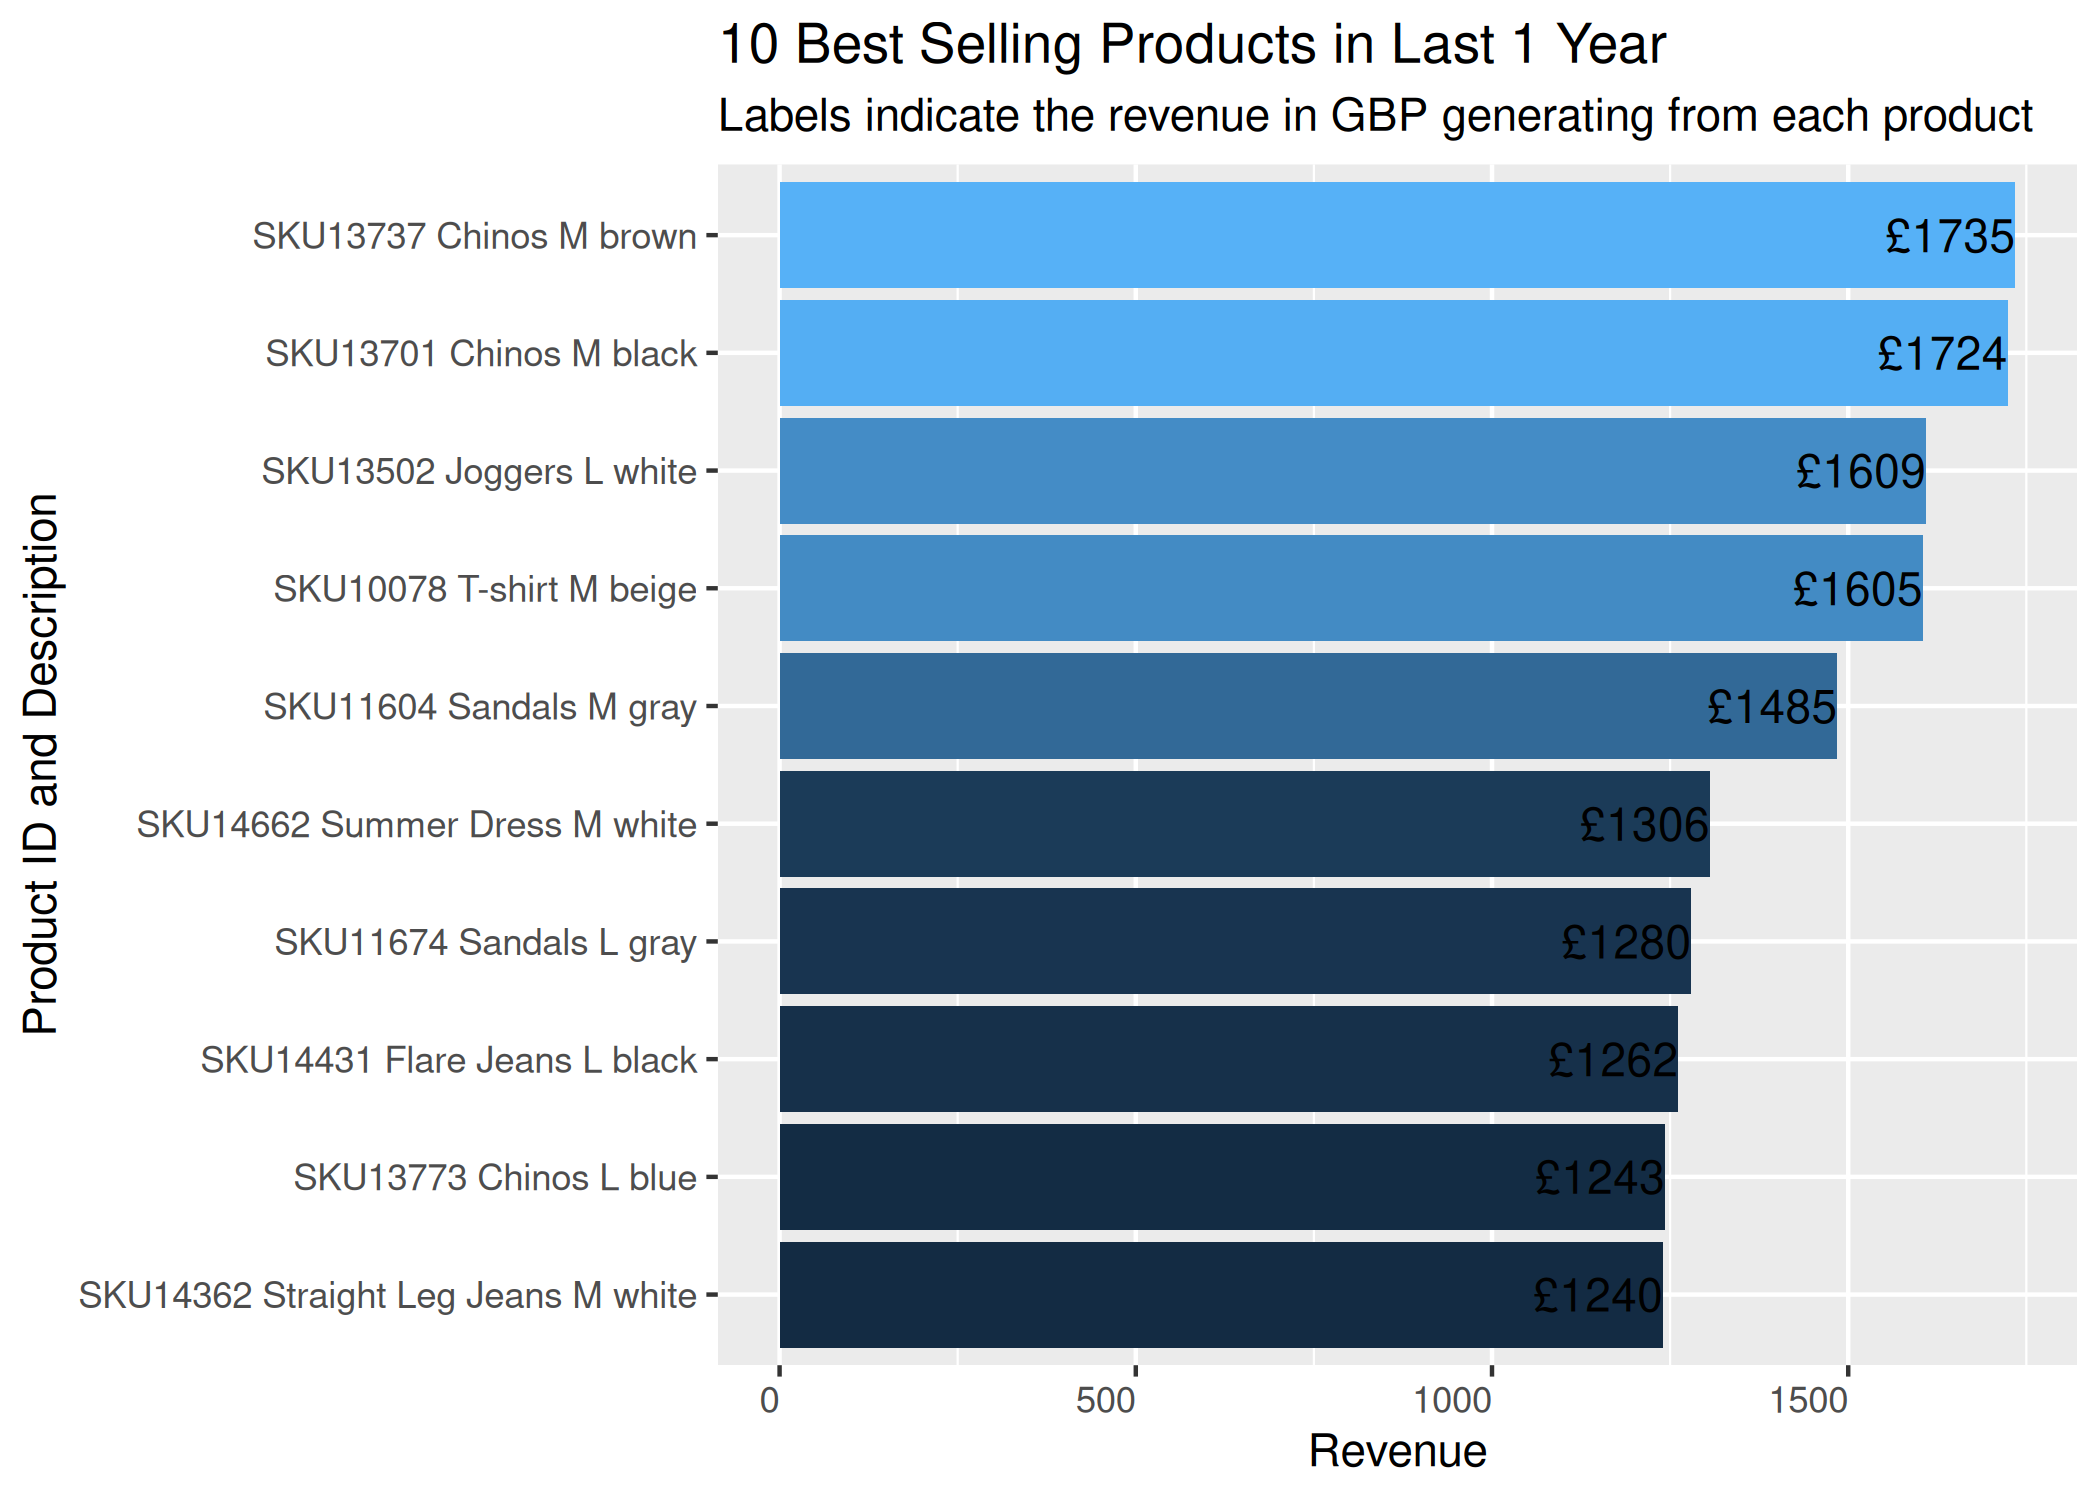 10 Best Selling Products in Last 1 Year
Labels indicate the revenue in GBP generating from each product
Product ID and Description
SKU13737 Chinos M brown £1735
SKU13701 Chinos M black £1724
SKU13502 Joggers L white £1609
SKU10078 T-shirt M beige £1605
SKU11604 Sandals M gray £1485
SKU14662 Summer Dress M white £1306
SKU11674 Sandals L gray £1280
SKU14431 Flare Jeans L black £1262
SKU13773 Chinos L blue £1243
SKU14362 Straight Leg Jeans M white £1240
0 500 1000 1500
Revenue